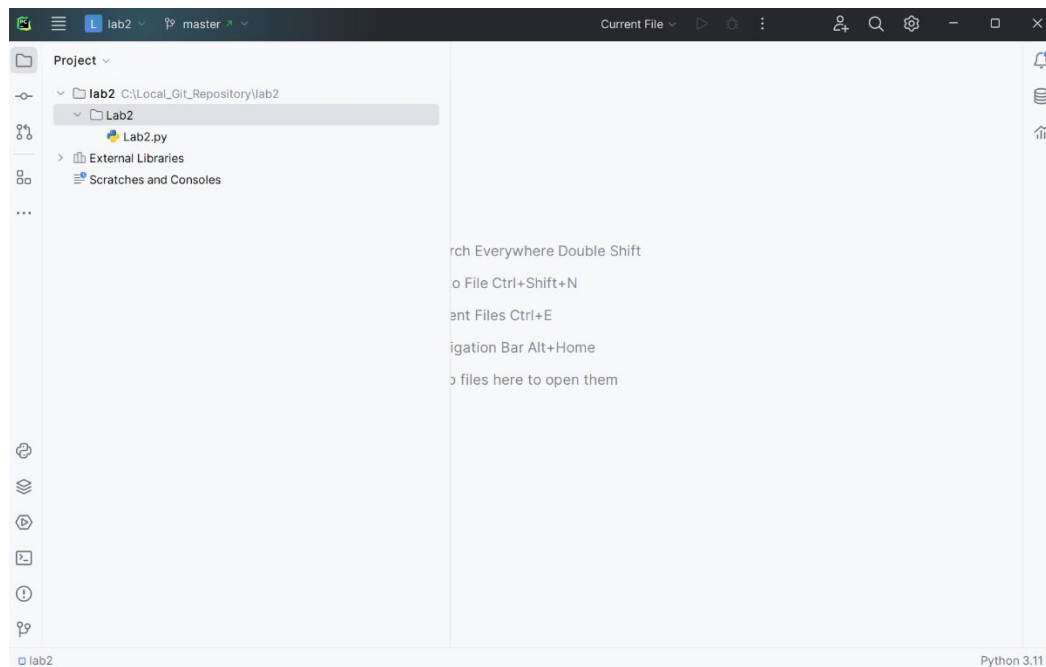 PC L lab2 master Current File
Project
lab2 C:\Local_Git_Repository\lab2
Lab2
Lab2.py
External Libraries
Scratches and Consoles
rch Everywhere Double Shift
to File Ctrl+Shift+N
ent Files Ctrl+E
igation Bar Alt+Home
p files here to open them
lab2 Python 3.11